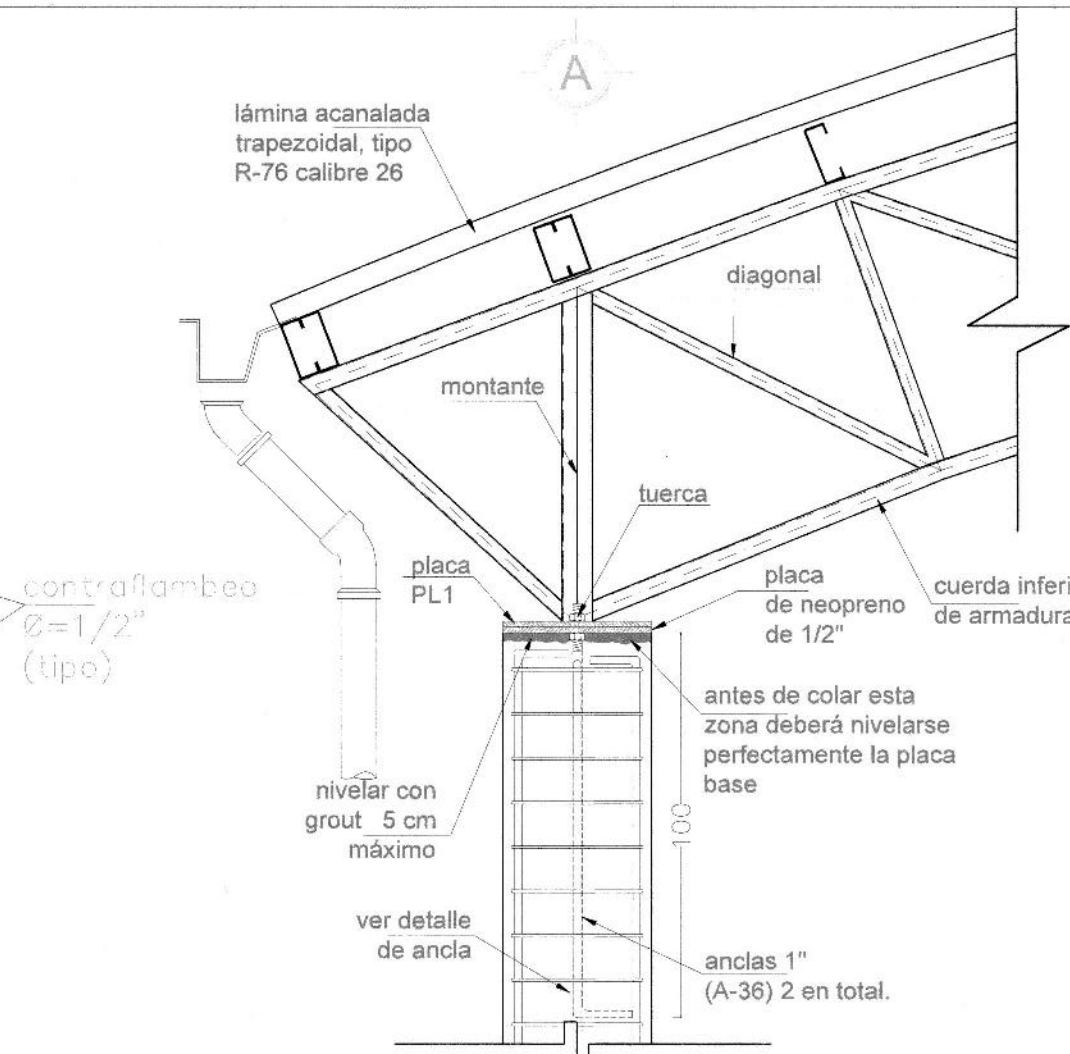 A
lámina acanalada
trapezoidal, tipo
R-76 calibre 26
diagonal
montante
tuerca
placa
PL1
placa
de neopreno
de 1/2"
cuerda inferi
de armadura
contraflambeo
Ø=1/2"
(tipo)
antes de colar esta
zona deberá nivelarse
perfectamente la placa
base
nivelar con
grout 5 cm
máximo
100
ver detalle
de ancla
anclas 1"
(A-36) 2 en total.